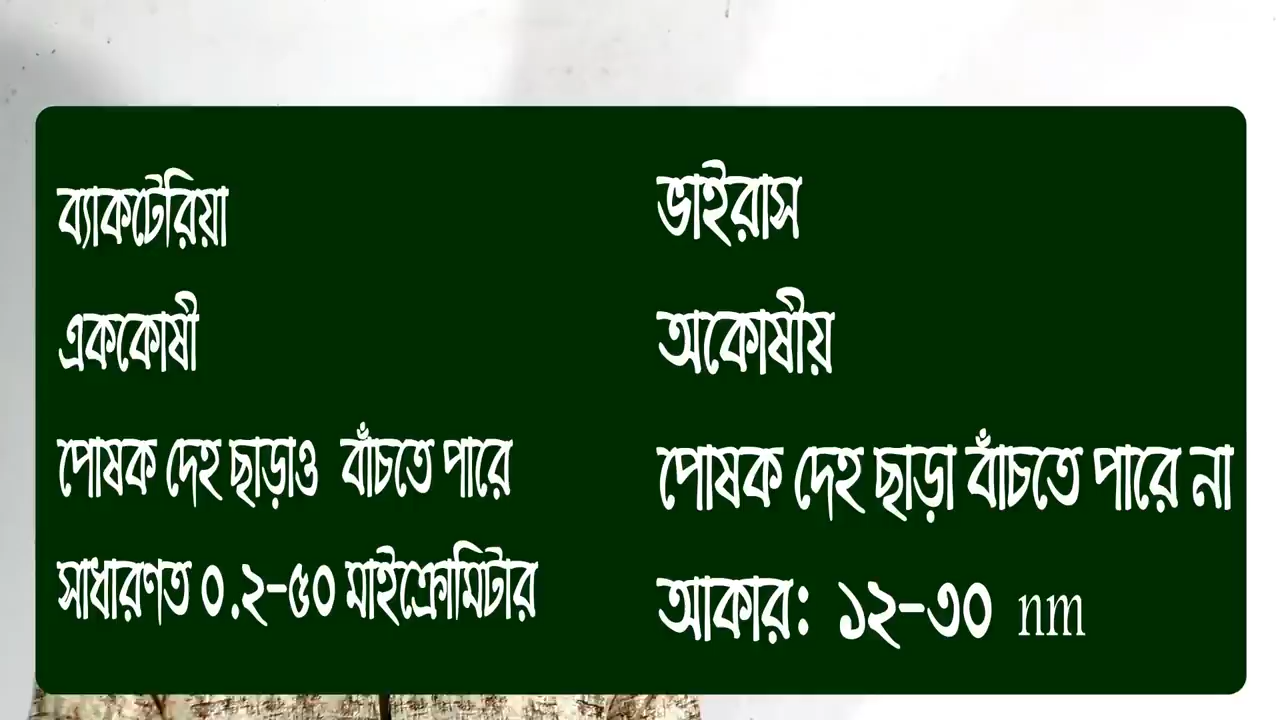 ব্যাকটেরিয়া
এককোষী
পোষক দেহ ছাড়াও বাঁচতে পারে
সাধারণত ০.২-৫০ মাইক্রোমিটার
ভাইরাস
অকোষীয়
পোষক দেহ ছাড়া বাঁচতে পারে না
আকার: ১২-৩০ nm